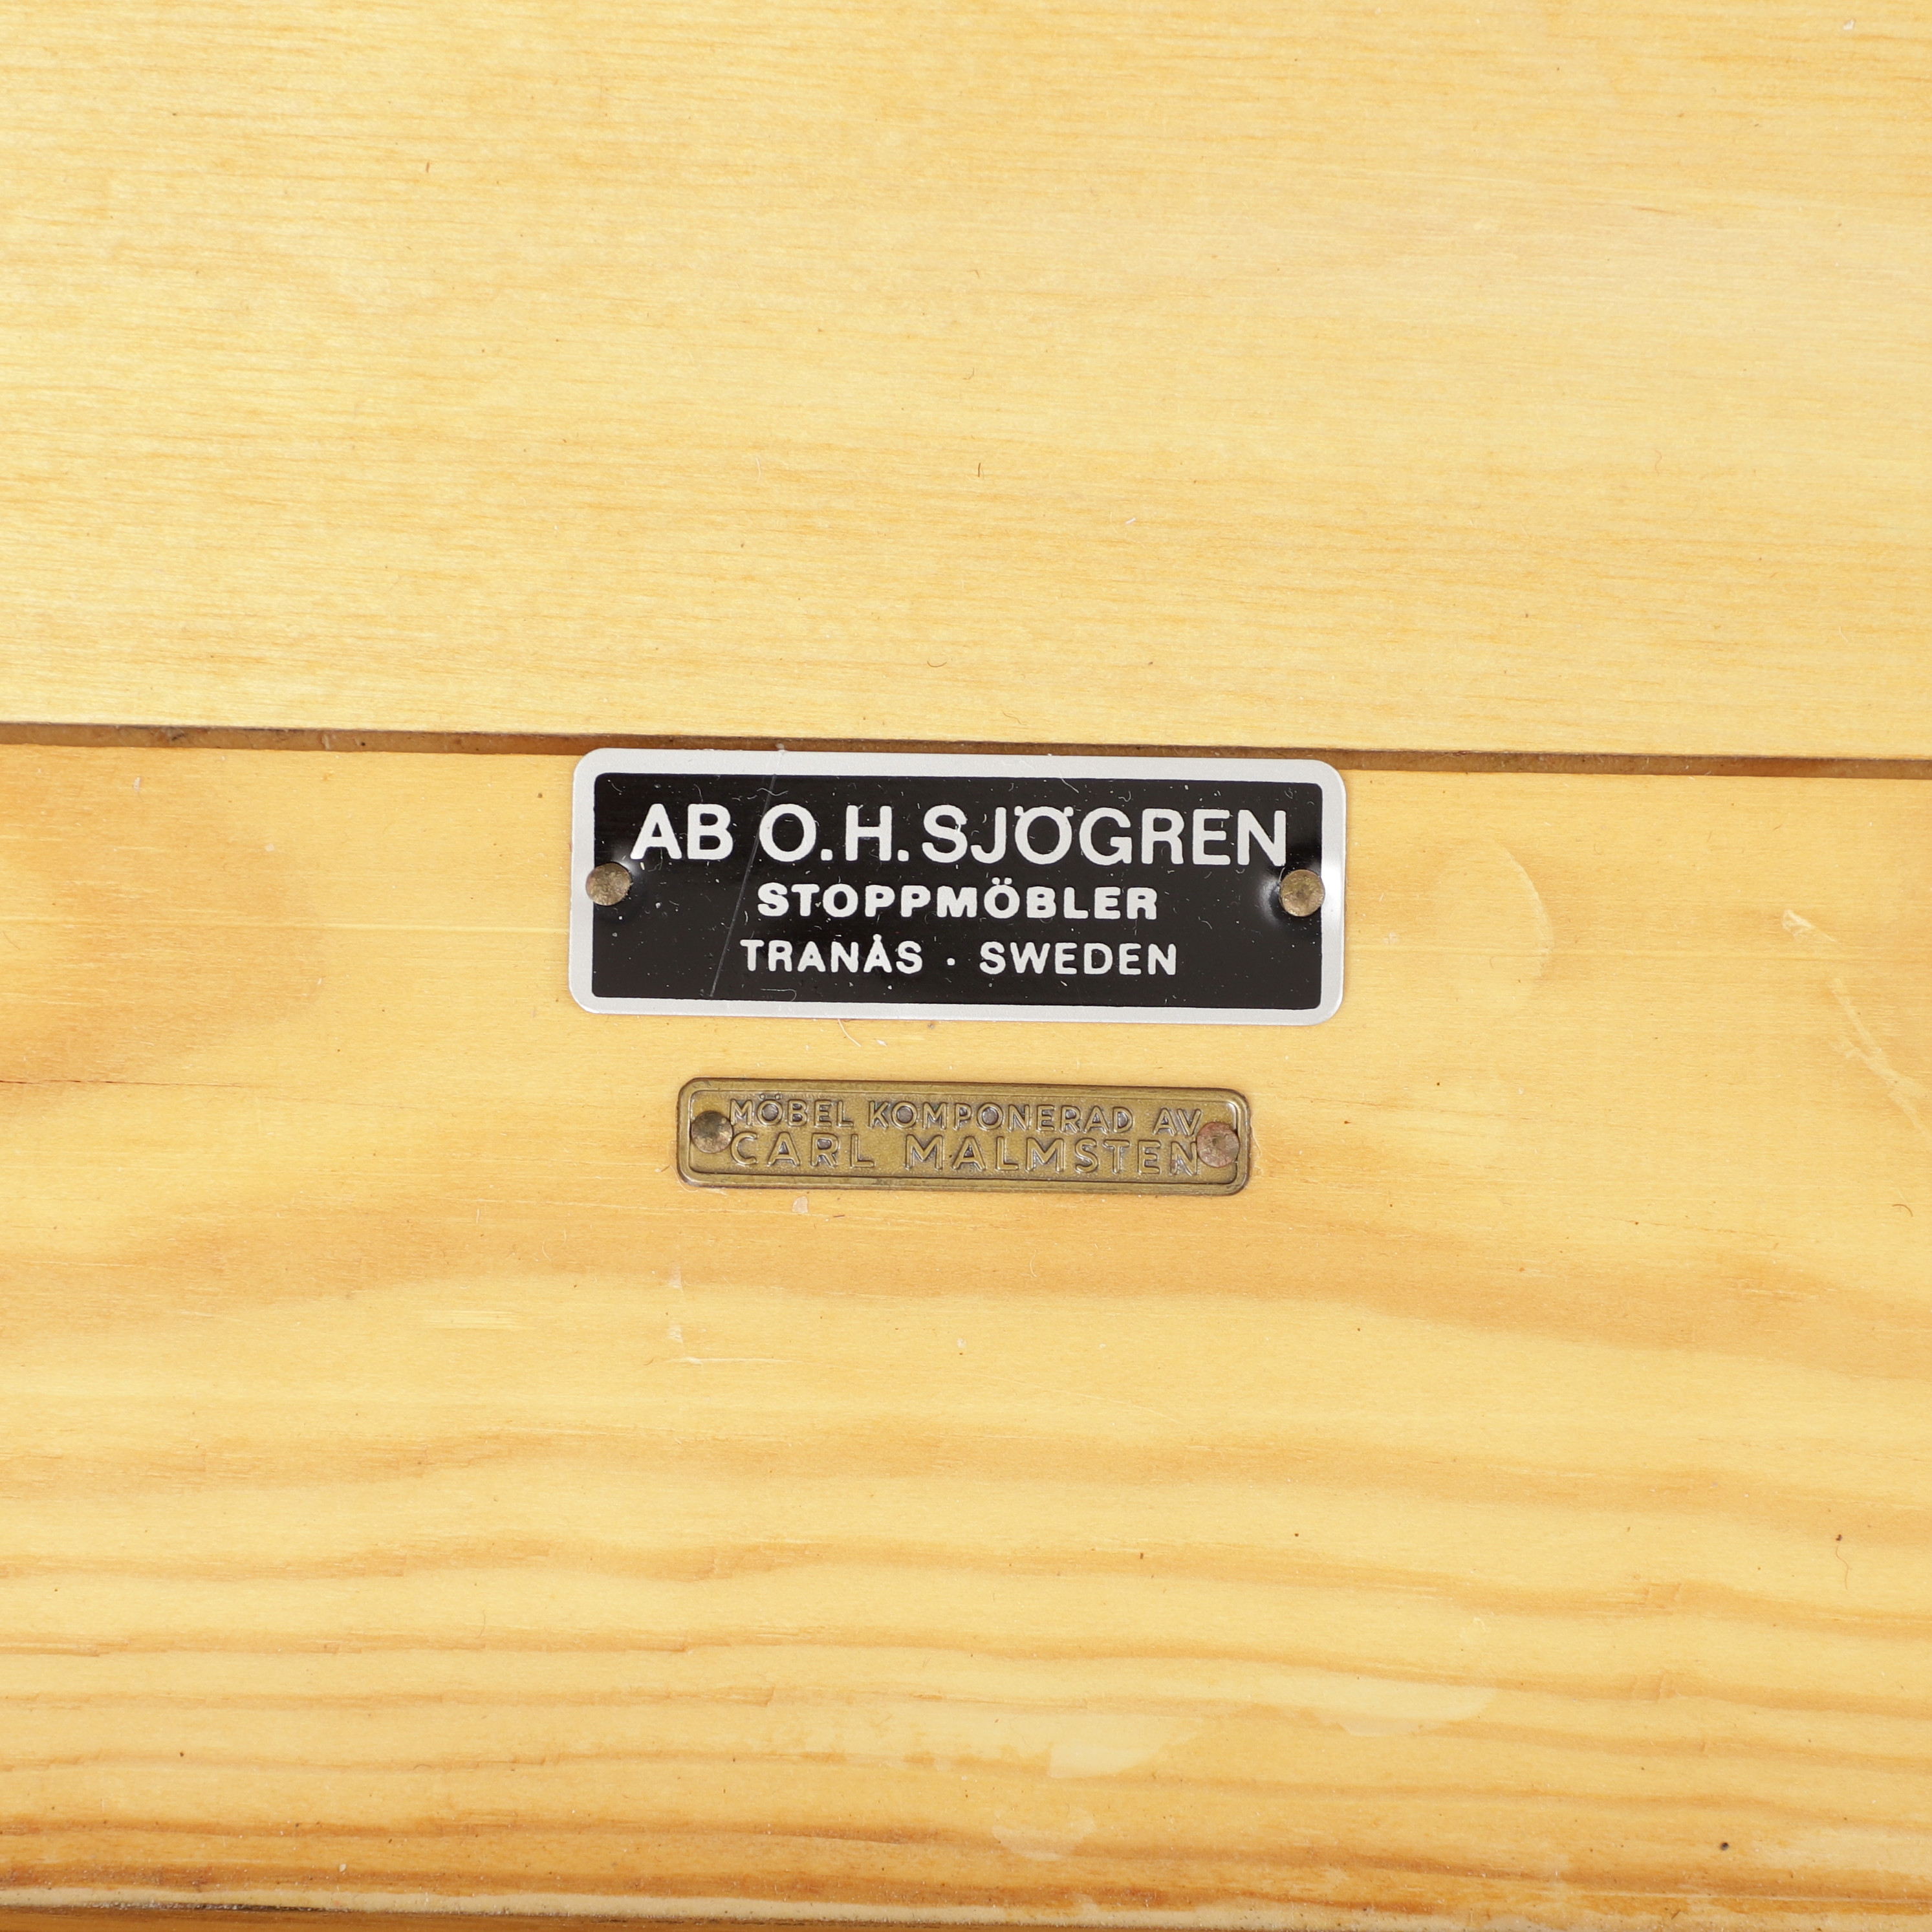 AB O.H. SJÖGREN
STOPPMÖBLER
TRANÅS · SWEDEN
MÖBEL KOMPONERAD AV
CARL MALMSTEN